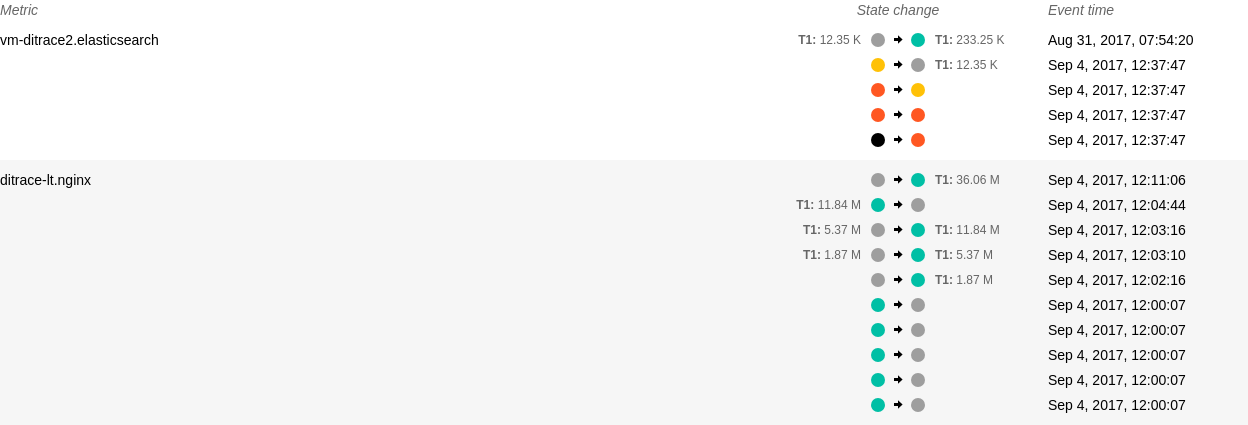 Metric State change Event time
vm-ditrace2.elasticsearch T1: 12.35 K T1: 233.25 K Aug 31, 2017, 07:54:20
T1: 12.35 K Sep 4, 2017, 12:37:47
Sep 4, 2017, 12:37:47
Sep 4, 2017, 12:37:47
Sep 4, 2017, 12:37:47
ditrace-lt.nginx T1: 36.06 M Sep 4, 2017, 12:11:06
T1: 11.84 M Sep 4, 2017, 12:04:44
T1: 5.37 M T1: 11.84 M Sep 4, 2017, 12:03:16
T1: 1.87 M T1: 5.37 M Sep 4, 2017, 12:03:10
T1: 1.87 M Sep 4, 2017, 12:02:16
Sep 4, 2017, 12:00:07
Sep 4, 2017, 12:00:07
Sep 4, 2017, 12:00:07
Sep 4, 2017, 12:00:07
Sep 4, 2017, 12:00:07